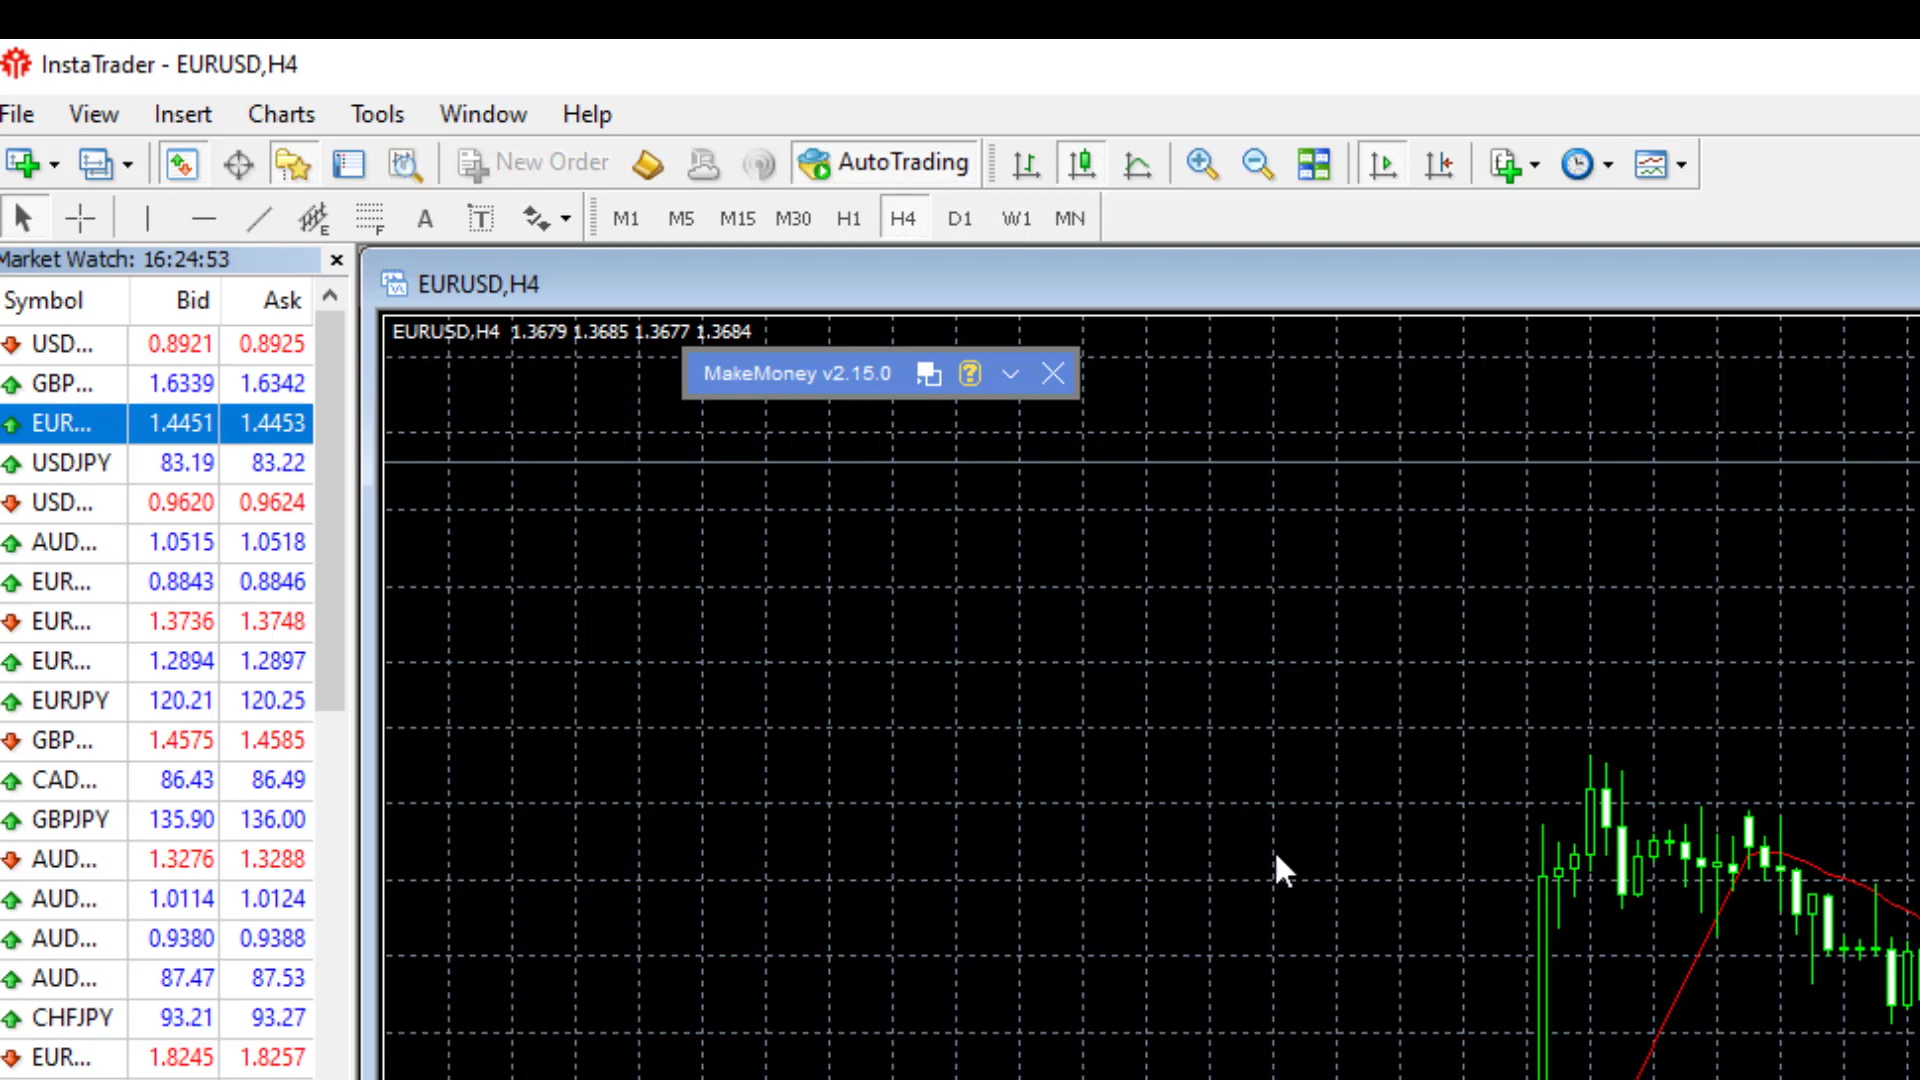 InstaTrader - EURUSD,H4
File View Insert Charts Tools Window Help
New Order AutoTrading
E F A T M1 M5 M15 M30 H1 H4 D1 W1 MN
Market Watch: 16:24:53
EURUSD,H4
Symbol Bid Ask
EURUSD,H4 1.3679 1.3685 1.3677 1.3684
MakeMoney v2.15.0
USD... 0.8921 0.8925
GBP... 1.6339 1.6342
EUR... 1.4451 1.4453
USDJPY 83.19 83.22
USD... 0.9620 0.9624
AUD... 1.0515 1.0518
EUR... 0.8843 0.8846
EUR... 1.3736 1.3748
EUR... 1.2894 1.2897
EURJPY 120.21 120.25
GBP... 1.4575 1.4585
CAD... 86.43 86.49
GBPJPY 135.90 136.00
AUD... 1.3276 1.3288
AUD... 1.0114 1.0124
AUD... 0.9380 0.9388
AUD... 87.47 87.53
CHFJPY 93.21 93.27
EUR... 1.8245 1.8257